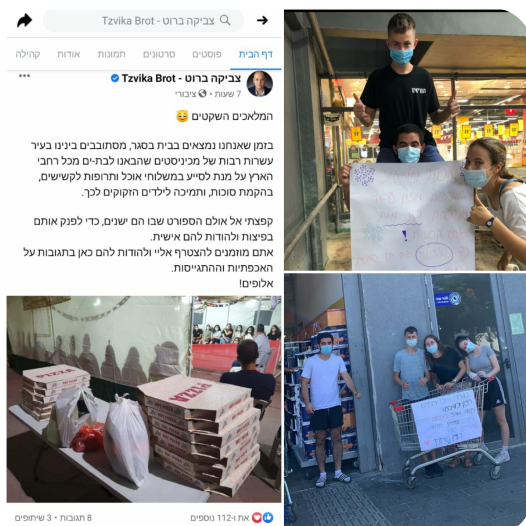 צביקה ברוט - Tzvika Brot
דף הבית
פוסטים
סרטונים
תמונות
אודות
קהילה
צביקה ברוט - Tzvika Brot
7 שעות · ציבורי
המלאכים השקטים 😌
בזמן שאנחנו נמצאים בבית בסגר, מסתובבים בינינו בעיר
עשרות רבות של מכיניסטים שהבאנו לבת-ים מכל רחבי
הארץ על מנת לסייע במשלוחי אוכל ותרופות לקשישים,
בהקמת סוכות, ותמיכה לילדים הזקוקים לכך.
קפצתי אל אולם הספורט שבו הם ישנים, כדי לפנק אותם
בפיצות ולהודות להם אישית.
אתם מוזמנים להצטרף אליי ולהודות להם כאן בתגובות על
האכפתיות וההתגייסות.
אלופים!
PIZZA
PIZZA
את ו-112 נוספים
8 תגובות • 3 שיתופים